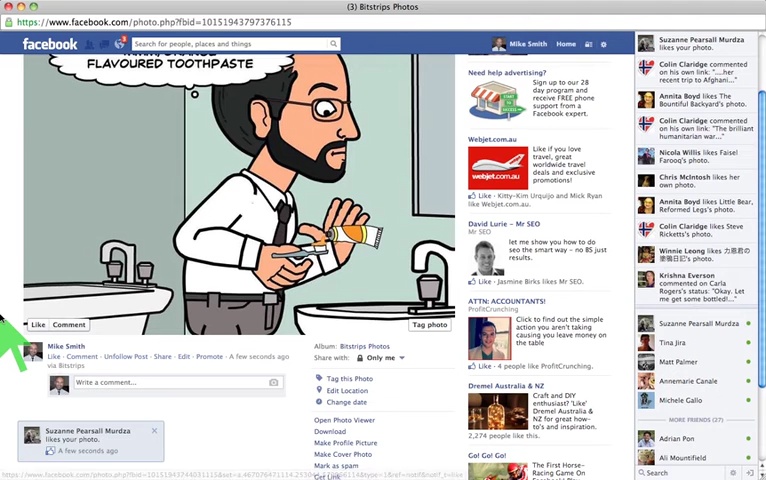 (3) Bitstrips Photos
https://www.facebook.com/photo.php?fbid=10151943797376115
facebook
3
Search for people, places and things
Mike Smith
Home
FLAVOURED TOOTHPASTE
Like
Comment
Tag photo
Mike Smith
Like · Comment · Unfollow Post · Share · Edit · Promote · A few seconds ago
via Bitstrips
Write a comment...
Album: Bitstrips Photos
Share with: Only me
Tag this Photo
Edit Location
Change date
Open Photo Viewer
Download
Make Profile Picture
Make Cover Photo
Mark as spam
Get Link
Suzanne Pearsall Murdza
likes your photo.
A few seconds ago
Need help advertising?
Sign up to our 28
day program and
receive FREE phone
support from a
Facebook expert.
Webjet.com.au
Like if you love
travel, great
worldwide travel
deals and exclusive
promotions!
webjet.com.au
Like · Kitty-Kim Urquijo and Mick Ryan
like Webjet.com.au.
David Lurie - Mr SEO
Mr SEO
let me show you how to do
seo the smart way - no BS just
results.
Like · Jasmine Birks likes Mr SEO.
ATTN: ACCOUNTANTS!
ProfitCrunching
Click to find out the simple
action you aren't taking
causing you leave money on
the table
Like · 4 people like ProfitCrunching.
Dremel Australia & NZ
Craft and DIY
enthusiast? 'Like'
Dremel Australia &
NZ for great how-
to's and inspiration.
2,274 people like this.
Go! Go! Go!
The First Horse-
Racing Game On
Suzanne Pearsall Murdza
likes your photo.
Colin Claridge commented
on his own link: "....her
recent trip to Afghani..."
Annita Boyd likes The
Bountiful Backyard's photo.
Colin Claridge commented
on his own link: "The brilliant
humanitarian war..."
Nicola Willis likes Faisel
Farooq's photo.
Chris McIntosh likes her
own photo.
Annita Boyd likes Little Bear,
Reformed Legs's photo.
Colin Claridge likes Steve
Ricketts's photo.
Winnie Leong likes 力恩君の
Krishna Everson
commented on Carla
Rogers's status: "Okay. Let
me get some bottled!..."
Suzanne Pearsall Murdza
Tina Jira
Matt Palmer
Annemarie Canale
Michele Gallo
MORE FRIENDS (27)
Adrian Pon
Ali Mountifield
Search